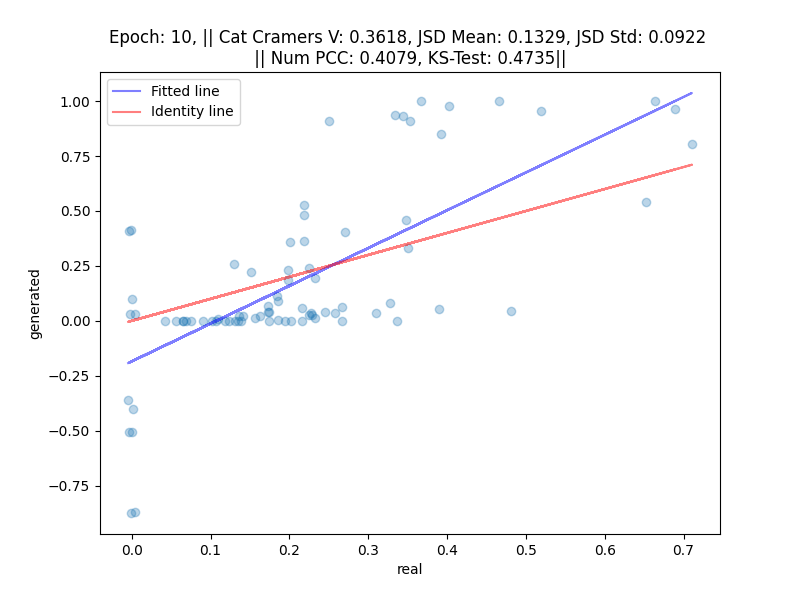 Epoch: 10, || Cat Cramers V: 0.3618, JSD Mean: 0.1329, JSD Std: 0.0922
|| Num PCC: 0.4079, KS-Test: 0.4735||
Fitted line
Identity line
1.00
0.75
0.50
0.25
0.00
−0.25
−0.50
−0.75
generated
0.0 0.1 0.2 0.3 0.4 0.5 0.6 0.7
real